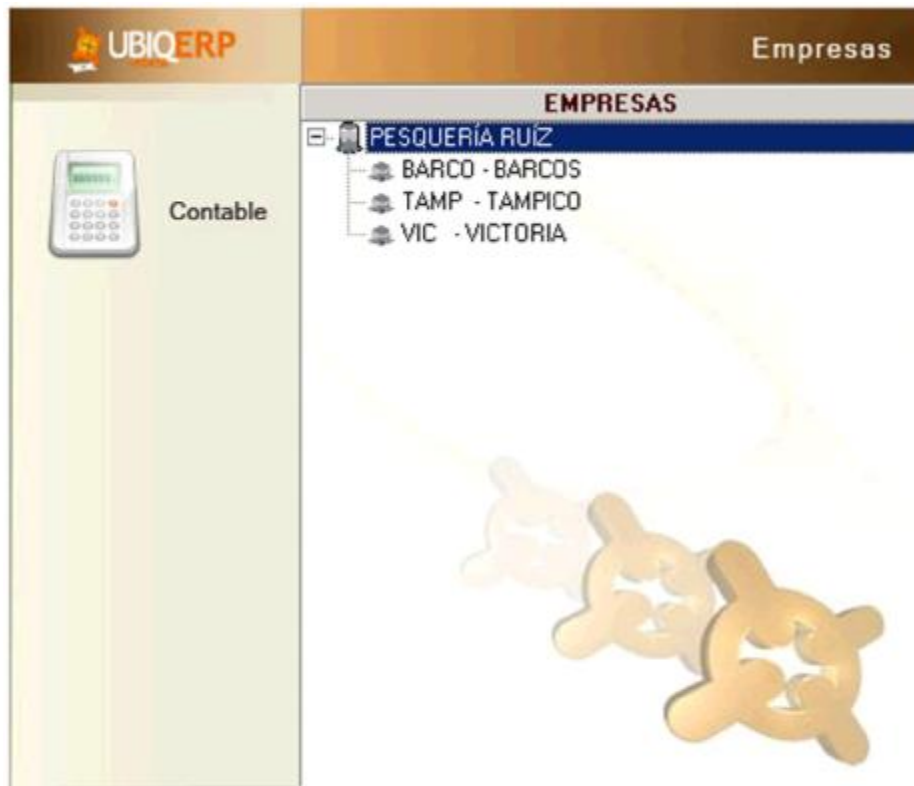 UBIQERP
Empresas
EMPRESAS
PESQUERÍA RUÍZ
BARCO - BARCOS
TAMP - TAMPICO
VIC - VICTORIA
Contable